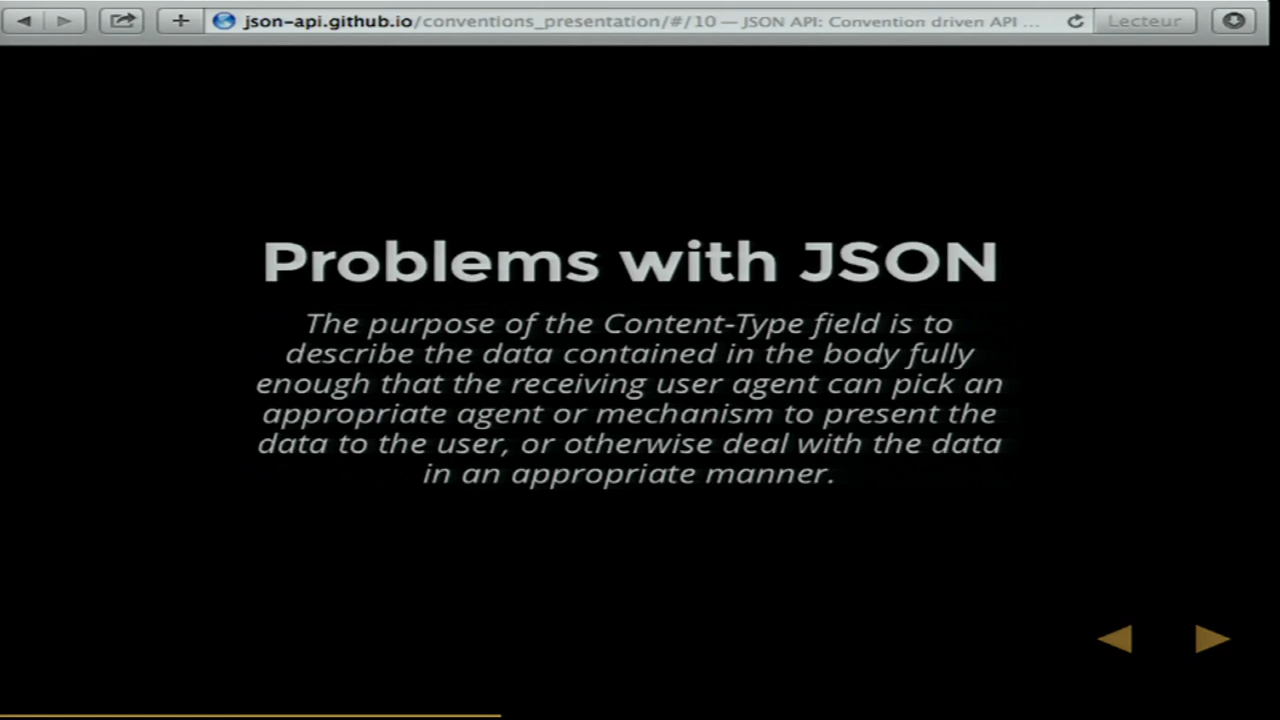 json-api.github.io/conventions_presentation/#/10 — JSON API: Convention driven API ...
Lecteur
Problems with JSON
The purpose of the Content-Type field is to
describe the data contained in the body fully
enough that the receiving user agent can pick an
appropriate agent or mechanism to present the
data to the user, or otherwise deal with the data
in an appropriate manner.